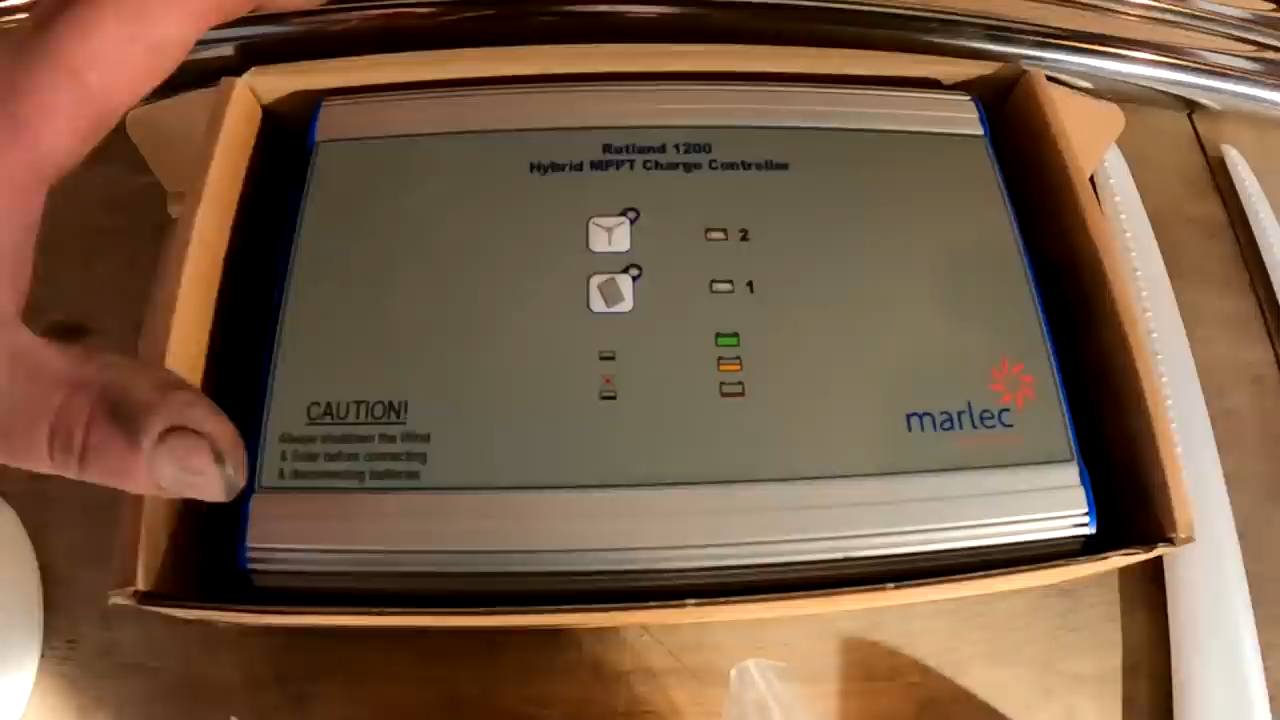 Rutland 1200
Hybrid MPPT Charge Controller
2
1
CAUTION!
Always shutdown the Wind
& Solar before connecting
& disconnecting batteries
marlec